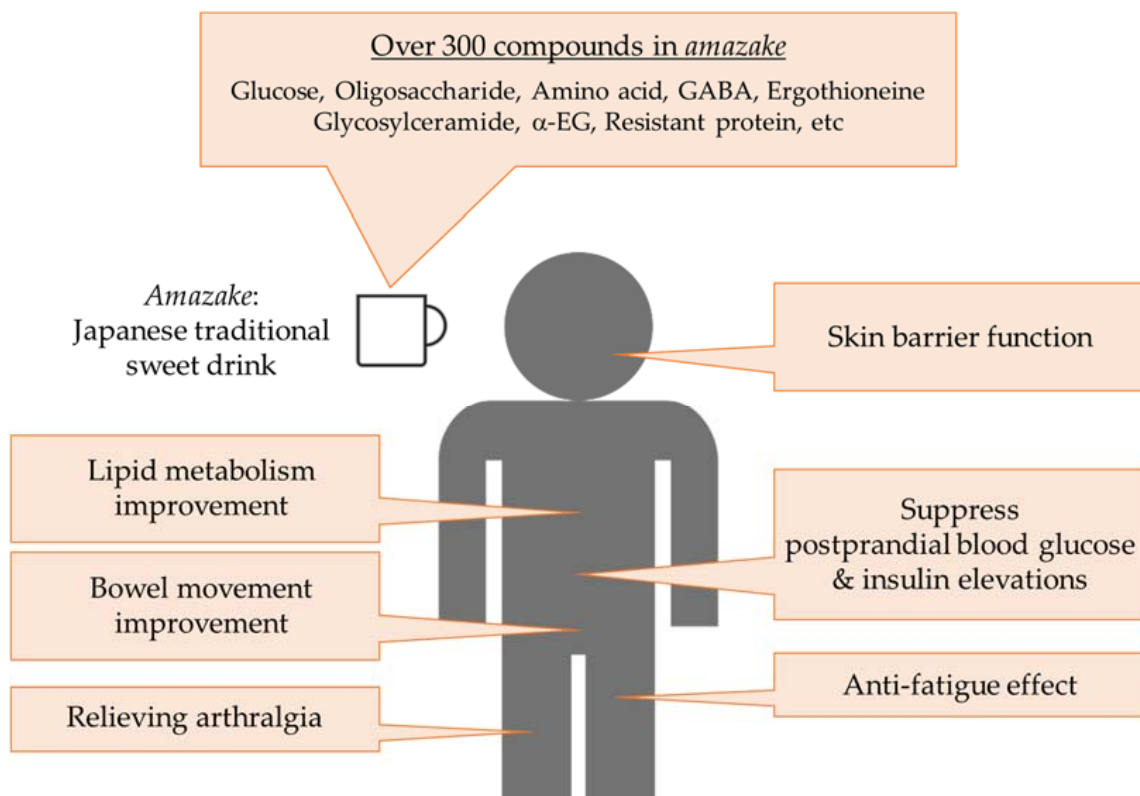 Over 300 compounds in amazake
Glucose, Oligosaccharide, Amino acid, GABA, Ergothioneine
Glycosylceramide, α-EG, Resistant protein, etc
Amazake:
Japanese traditional
sweet drink
Skin barrier function
Lipid metabolism
improvement
Suppress
postprandial blood glucose
& insulin elevations
Bowel movement
improvement
Anti-fatigue effect
Relieving arthralgia